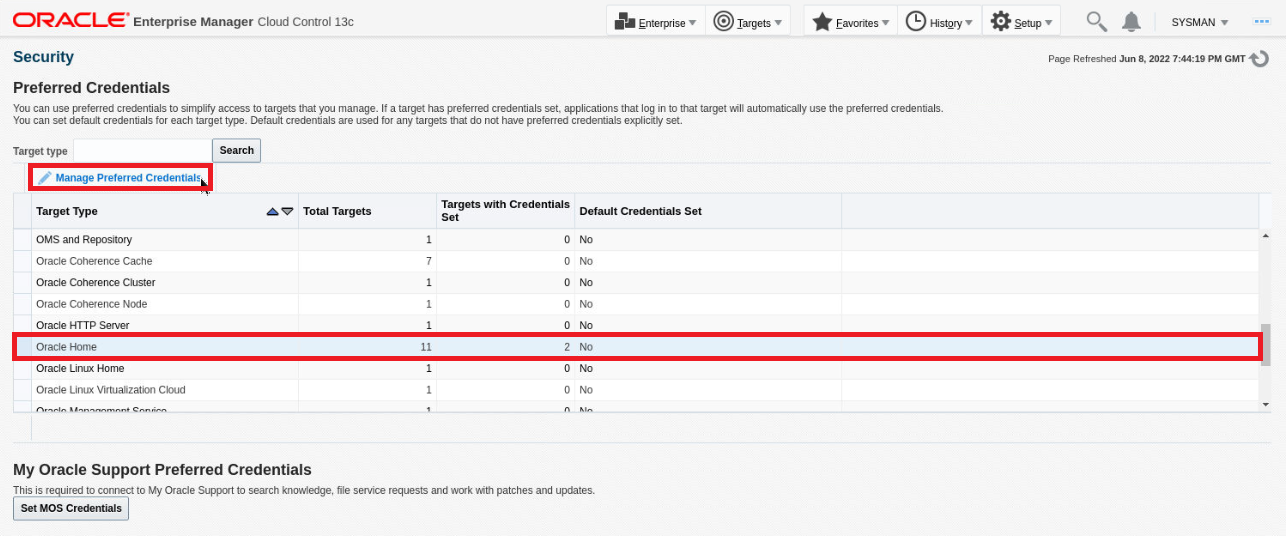 ORACLE Enterprise Manager Cloud Control 13c Enterprise Targets Favorites History Setup SYSMAN
Security
Page Refreshed Jun 8, 2022 7:44:19 PM GMT
Preferred Credentials
You can use preferred credentials to simplify access to targets that you manage. If a target has preferred credentials set, applications that log in to that target will automatically use the preferred credentials.
You can set default credentials for each target type. Default credentials are used for any targets that do not have preferred credentials explicitly set.
Target type Search
Manage Preferred Credentials
Target Type Total Targets Targets with Credentials Set Default Credentials Set
OMS and Repository 1 0 No
Oracle Coherence Cache 7 0 No
Oracle Coherence Cluster 1 0 No
Oracle Coherence Node 1 0 No
Oracle HTTP Server 1 0 No
Oracle Home 11 2 No
Oracle Linux Home 1 0 No
Oracle Linux Virtualization Cloud 1 0 No
Oracle Management Service 1 0 No
My Oracle Support Preferred Credentials
This is required to connect to My Oracle Support to search knowledge, file service requests and work with patches and updates.
Set MOS Credentials